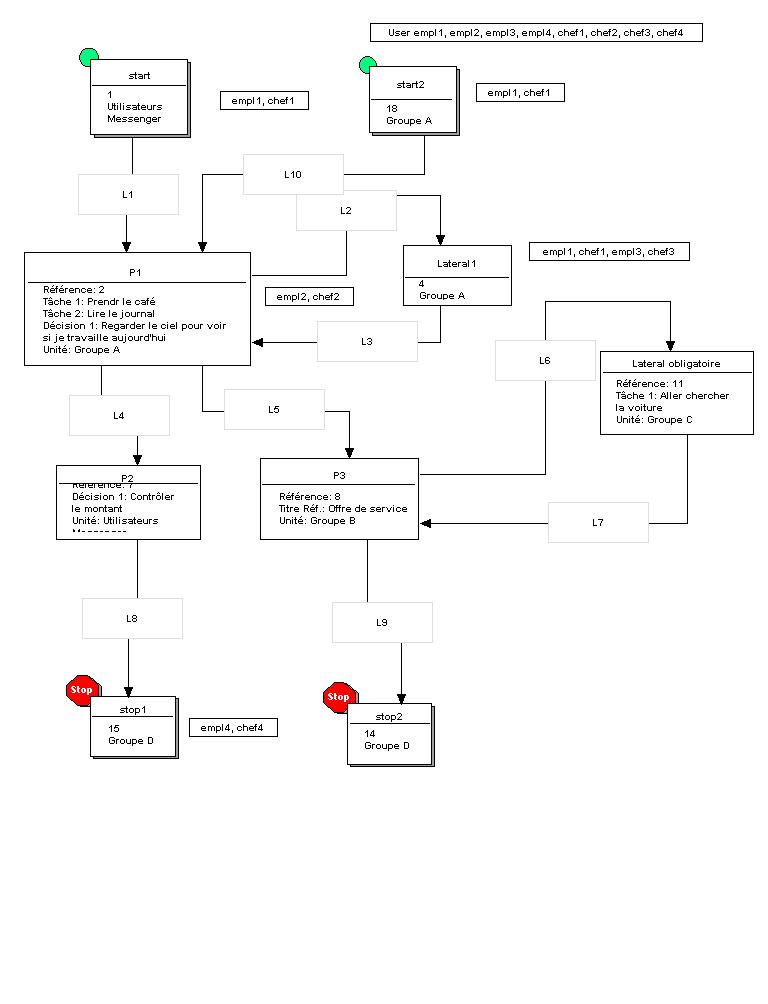 User empl1, empl2, empl3, empl4, chef1, chef2, chef3, chef4
start
1
Utilisateurs
Messenger
empl1, chef1
start2
18
Groupe A
empl1, chef1
L10
L1
L2
P1
Référence: 2
Tâche 1: Prendr le café
Tâche 2: Lire le journal
Décision 1: Regarder le ciel pour voir
si je travaille aujourd'hui
Unité: Groupe A
empl2, chef2
Lateral1
4
Groupe A
empl1, chef1, empl3, chef3
L3
L6
Lateral obligatoire
Référence: 11
Tâche 1: Aller chercher
la voiture
Unité: Groupe C
L4
L5
P2
Référence: 7
Décision 1: Contrôler
le montant
Unité: Utilisateurs
P3
Référence: 8
Titre Réf.: Offre de service
Unité: Groupe B
L7
L8
L9
Stop
stop1
15
Groupe D
empl4, chef4
Stop
stop2
14
Groupe D